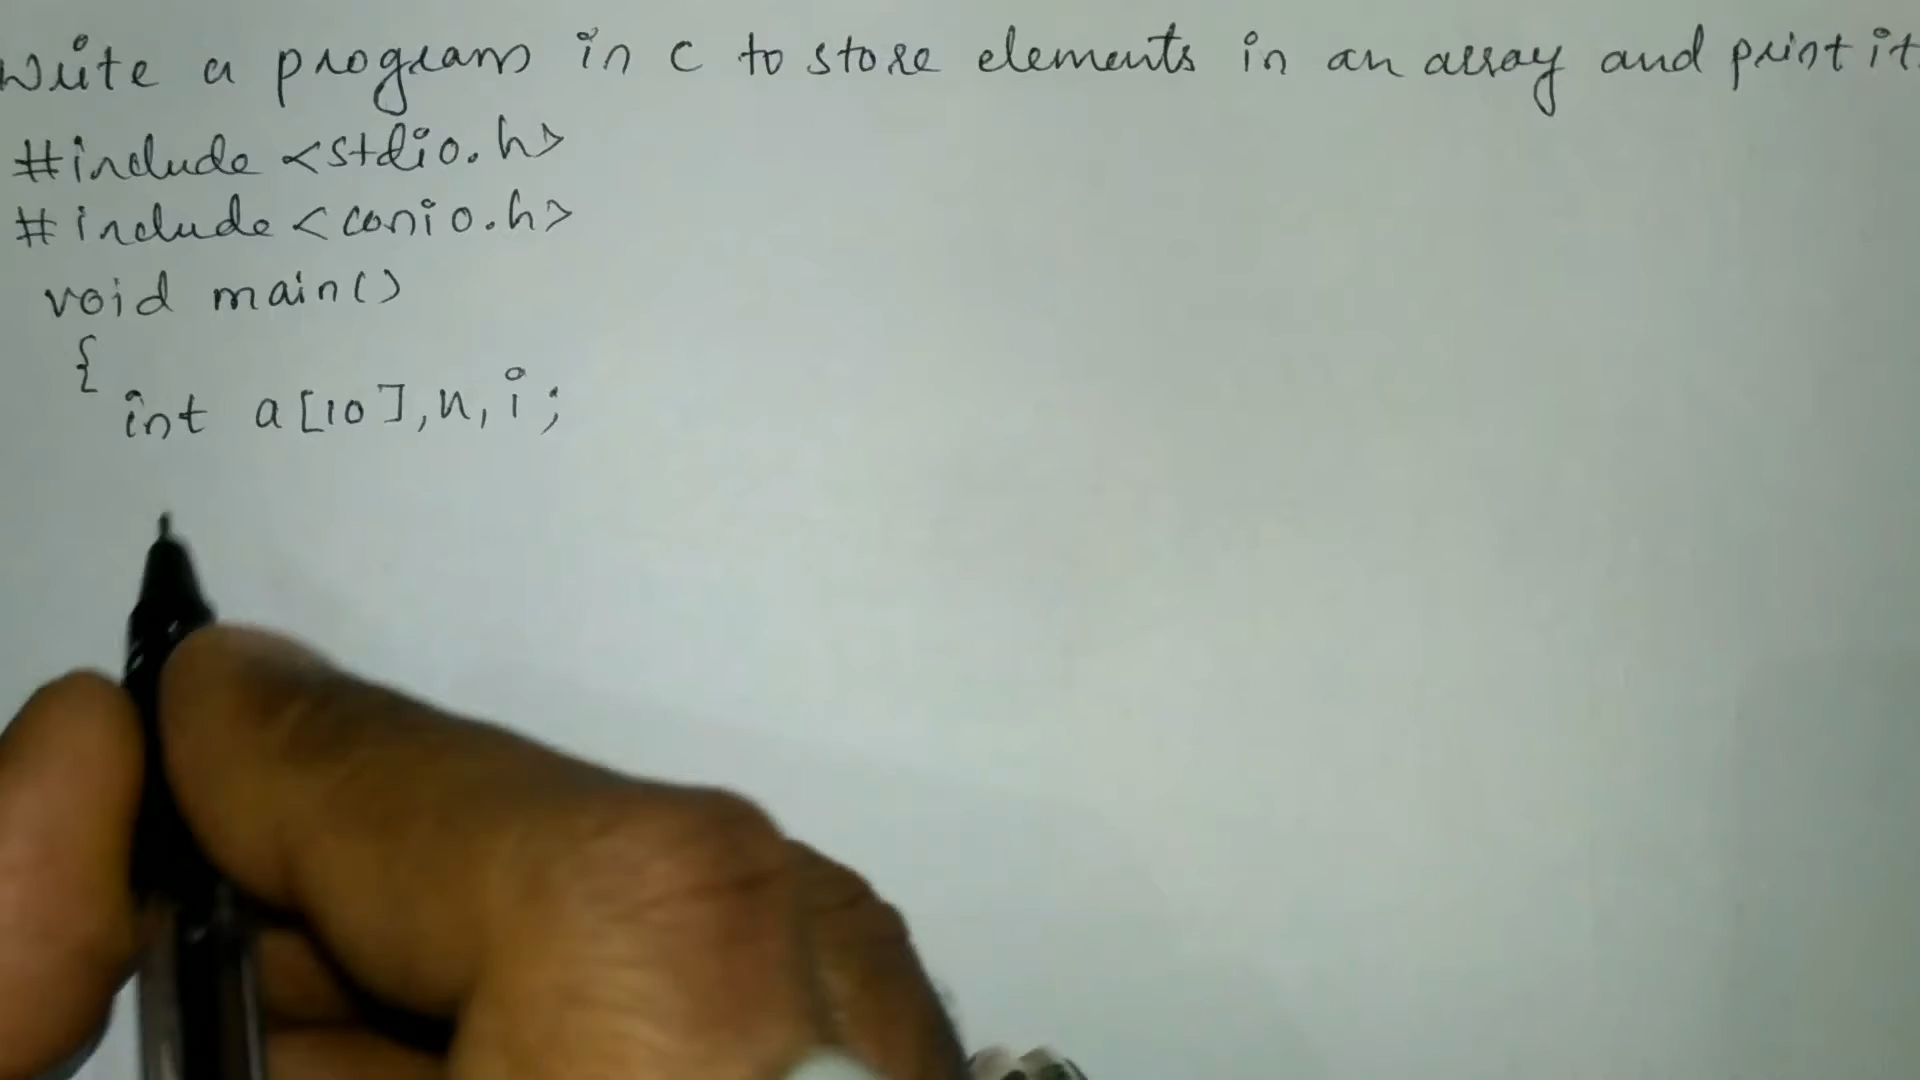 Write a program in c to store elements in an array and print it.
#include <stdio.h>
#include <conio.h>
void main()
{
int a[10],n,i;